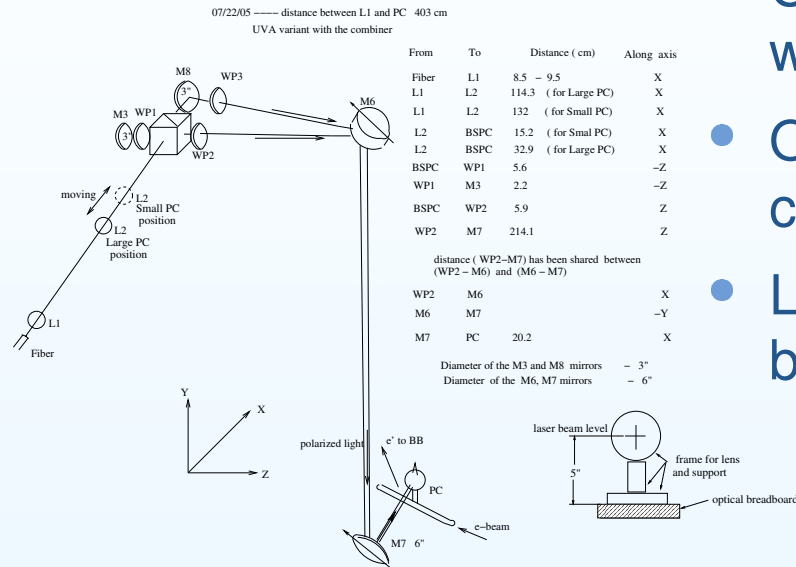 07/22/05 −−−− distance between L1 and PC 403 cm
UVA variant with the combiner
From To Distance ( cm) Along axis
Fiber L1 8.5 − 9.5 X
L1 L2 114.3 ( for Large PC) X
L1 L2 132 ( for Small PC) X
L2 BSPC 15.2 ( for Smal PC) X
L2 BSPC 32.9 ( for Large PC) X
BSPC WP1 5.6 −Z
WP1 M3 2.2 −Z
BSPC WP2 5.9 Z
WP2 M7 214.1 Z
distance ( WP2−M7) has been shared between
(WP2 − M6) and (M6 − M7)
WP2 M6 X
M6 M7 −Y
M7 PC 20.2 X
Diameter of the M3 and M8 mirrors − 3"
Diameter of the M6, M7 mirrors − 6"
M8
3"
WP3
M6
M3 WP1
3"
WP2
moving
L2
Small PC
position
L2
Large PC
position
L1
Fiber
Y
X
Z
polarized light
e' to BB
PC
e−beam
M7 6"
laser beam level
5"
frame for lens
and support
optical breadboard
w
C
c
L
b